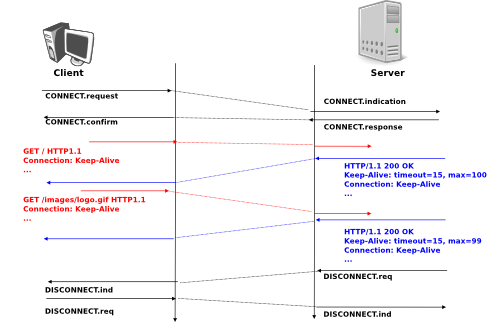 Client
Server
CONNECT.request
CONNECT.indication
CONNECT.confirm
CONNECT.response
GET / HTTP1.1
Connection: Keep-Alive
...
HTTP/1.1 200 OK
Keep-Alive: timeout=15, max=100
Connection: Keep-Alive
...
GET /images/logo.gif HTTP1.1
Connection: Keep-Alive
...
HTTP/1.1 200 OK
Keep-Alive: timeout=15, max=99
Connection: Keep-Alive
...
DISCONNECT.req
DISCONNECT.ind
DISCONNECT.req
DISCONNECT.ind